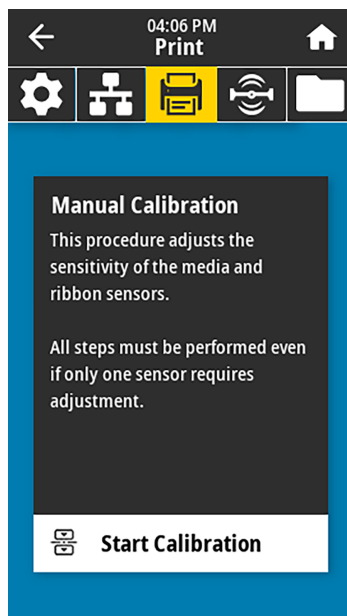 04:06 PM
Print
Manual Calibration
This procedure adjusts the
sensitivity of the media and
ribbon sensors.
All steps must be performed even
if only one sensor requires
adjustment.
Start Calibration